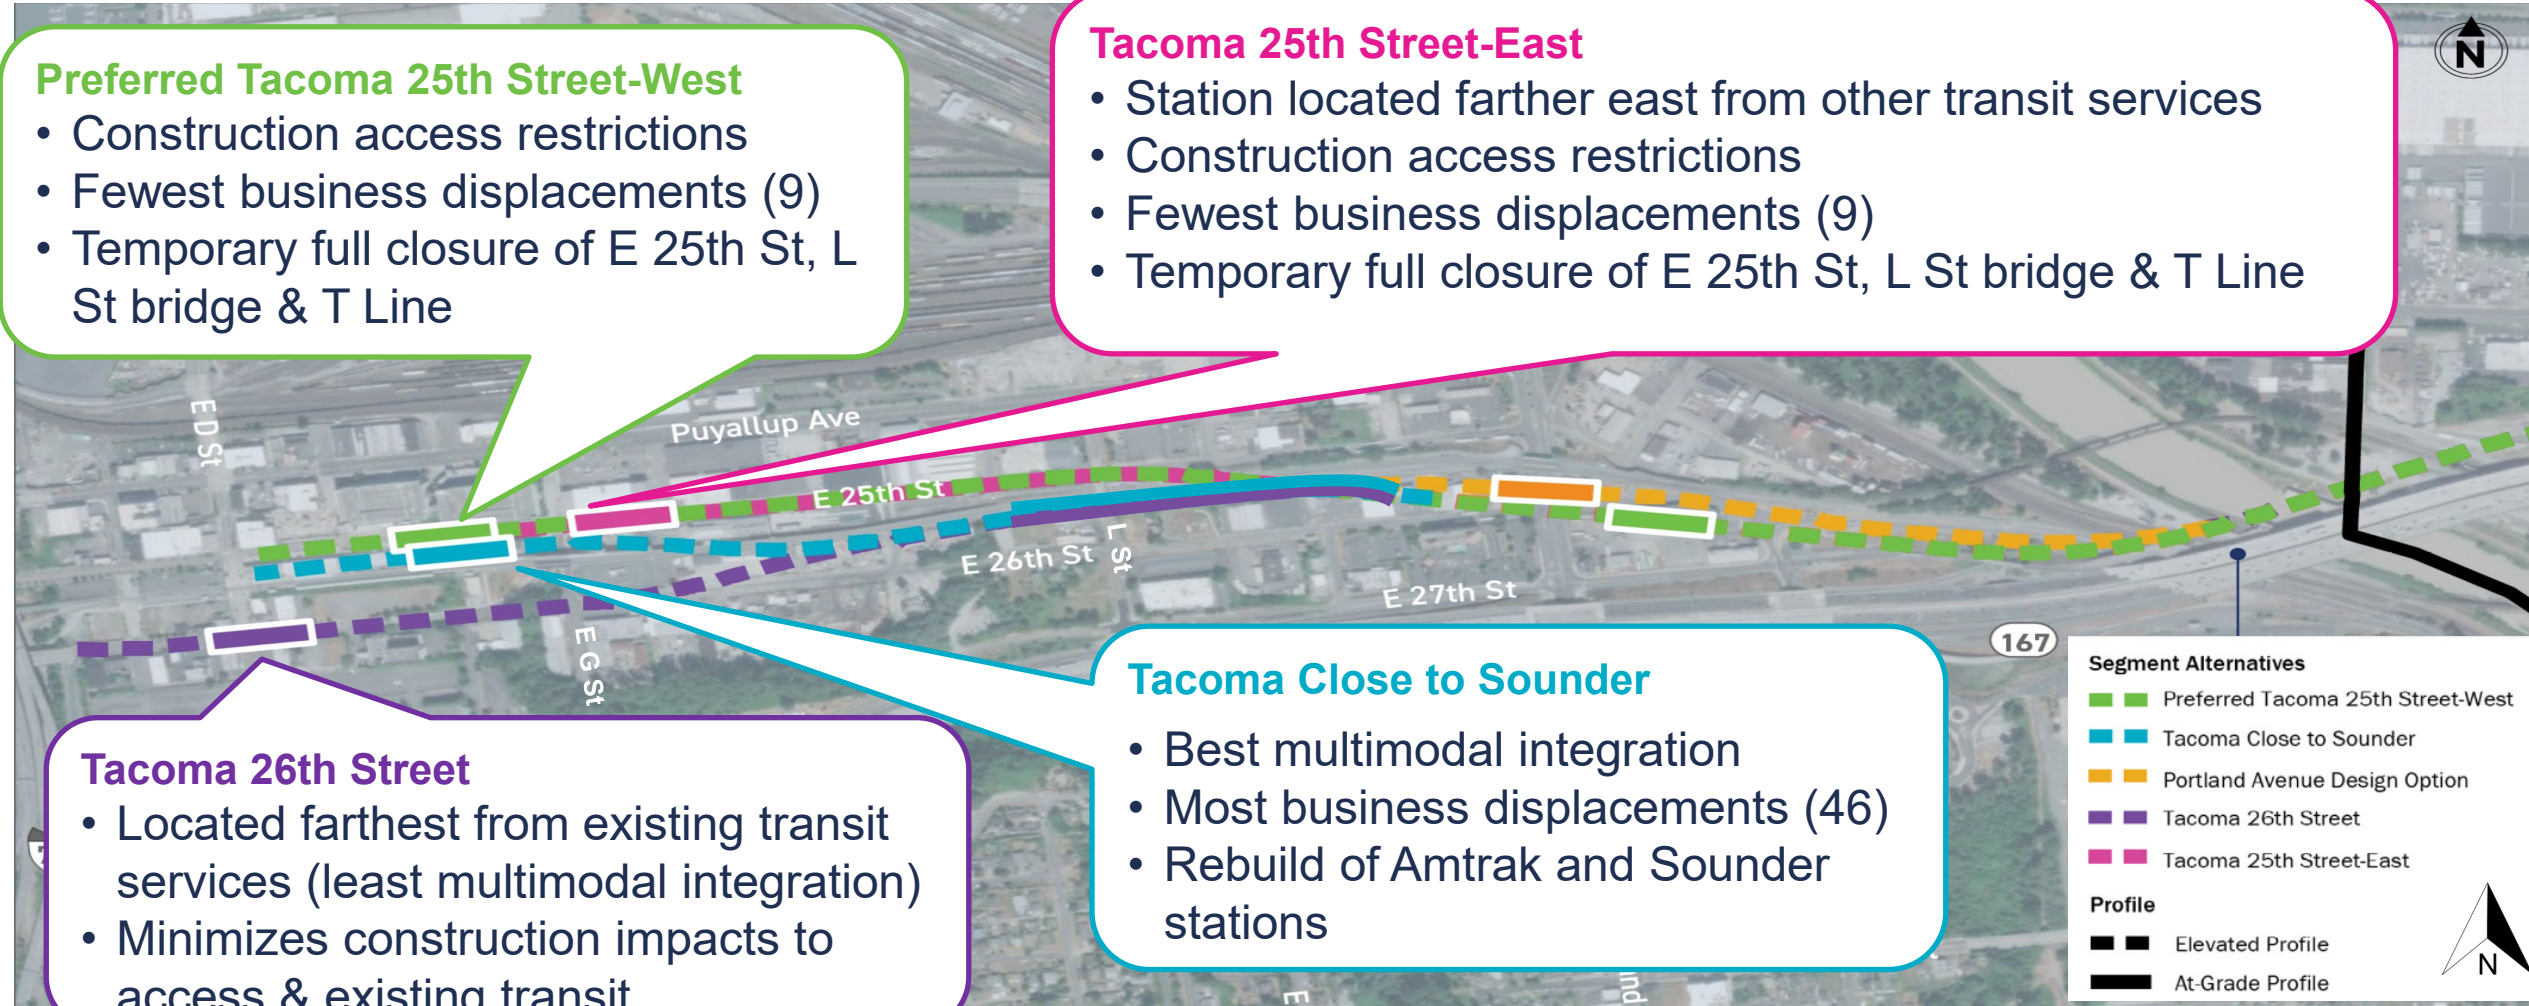 Preferred Tacoma 25th Street-West
• Construction access restrictions
• Fewest business displacements (9)
• Temporary full closure of E 25th St, L
St bridge & T Line
Tacoma 25th Street-East
• Station located farther east from other transit services
• Construction access restrictions
• Fewest business displacements (9)
• Temporary full closure of E 25th St, L St bridge & T Line
N
E D St
Puyallup Ave
E 25th St
E 26th St
L St
E 27th St
E G St
167
Tacoma 26th Street
• Located farthest from existing transit
services (least multimodal integration)
• Minimizes construction impacts to
access & existing transit
Tacoma Close to Sounder
• Best multimodal integration
• Most business displacements (46)
• Rebuild of Amtrak and Sounder
stations
Segment Alternatives
Preferred Tacoma 25th Street-West
Tacoma Close to Sounder
Portland Avenue Design Option
Tacoma 26th Street
Tacoma 25th Street-East
Profile
Elevated Profile
At-Grade Profile
N
E